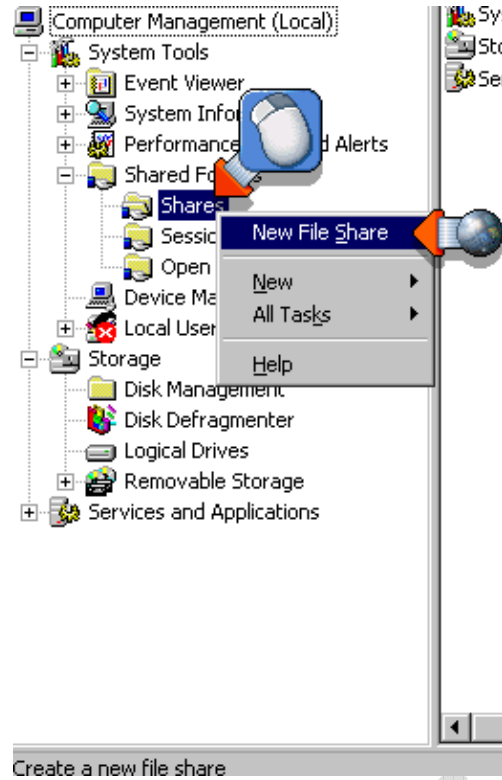 Computer Management (Local)
Sy
System Tools
Sto
Event Viewer
Ser
System Infor
Performance d Alerts
Shared Fo s
Shares
New File Share
Sessio
Open
New
Device Ma
All Tasks
Local User
Storage
Help
Disk Management
Disk Defragmenter
Logical Drives
Removable Storage
Services and Applications
Create a new file share